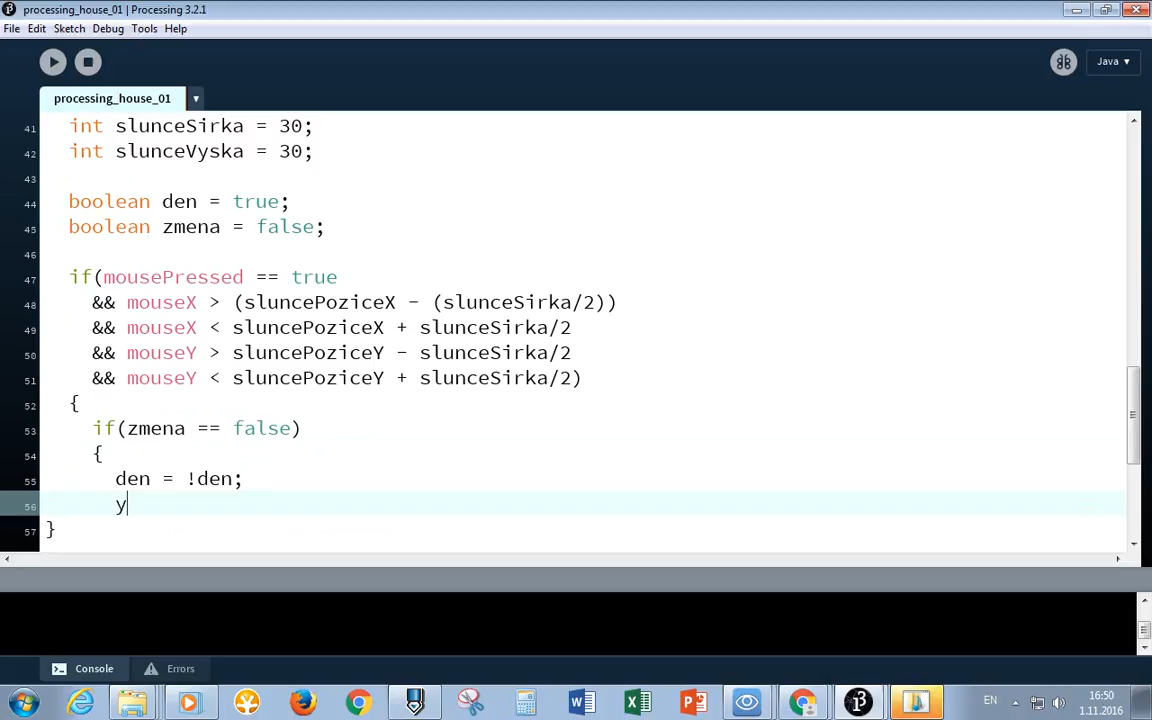 processing_house_01 | Processing 3.2.1
File Edit Sketch Debug Tools Help
Java ▾
processing_house_01 ▾
41 int slunceSirka = 30;
42 int slunceVyska = 30;
43
44 boolean den = true;
45 boolean zmena = false;
46
47 if(mousePressed == true
48 && mouseX > (sluncePoziceX - (slunceSirka/2))
49 && mouseX < sluncePoziceX + slunceSirka/2
50 && mouseY > sluncePoziceY - slunceSirka/2
51 && mouseY < sluncePoziceY + slunceSirka/2)
52 {
53 if(zmena == false)
54 {
55 den = !den;
56 y
57 }
Console Errors
EN
16:50
1.11.2016